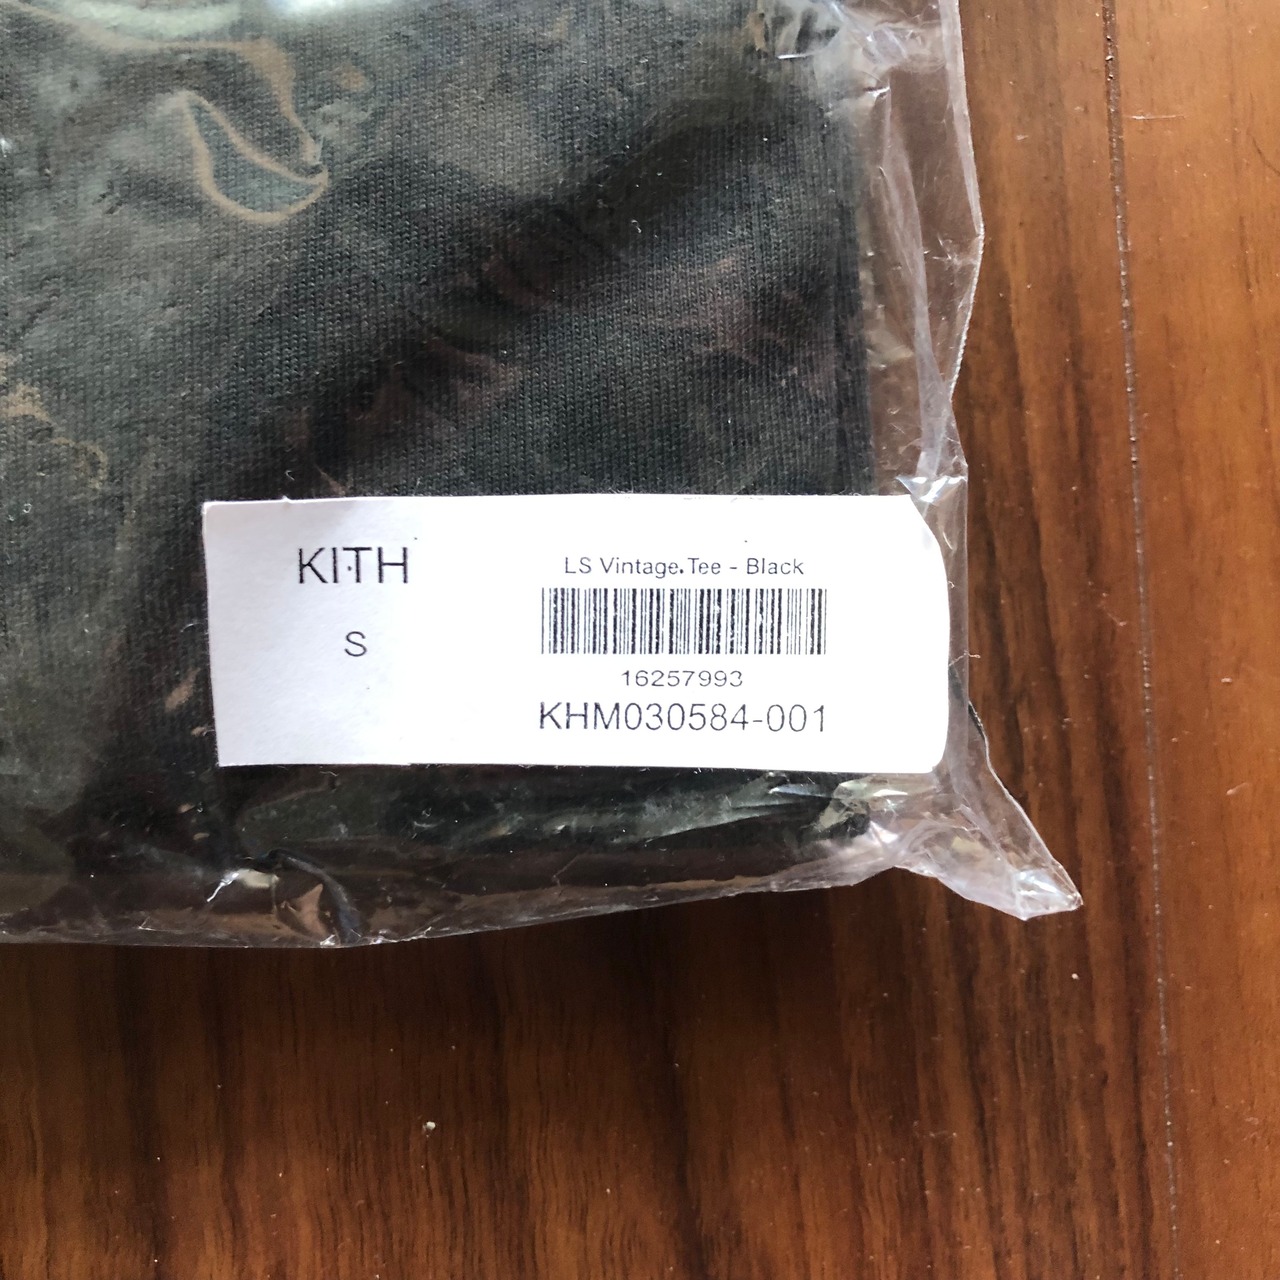 KITH
S
LS Vintage Tee - Black
16257993
KHM030584-001